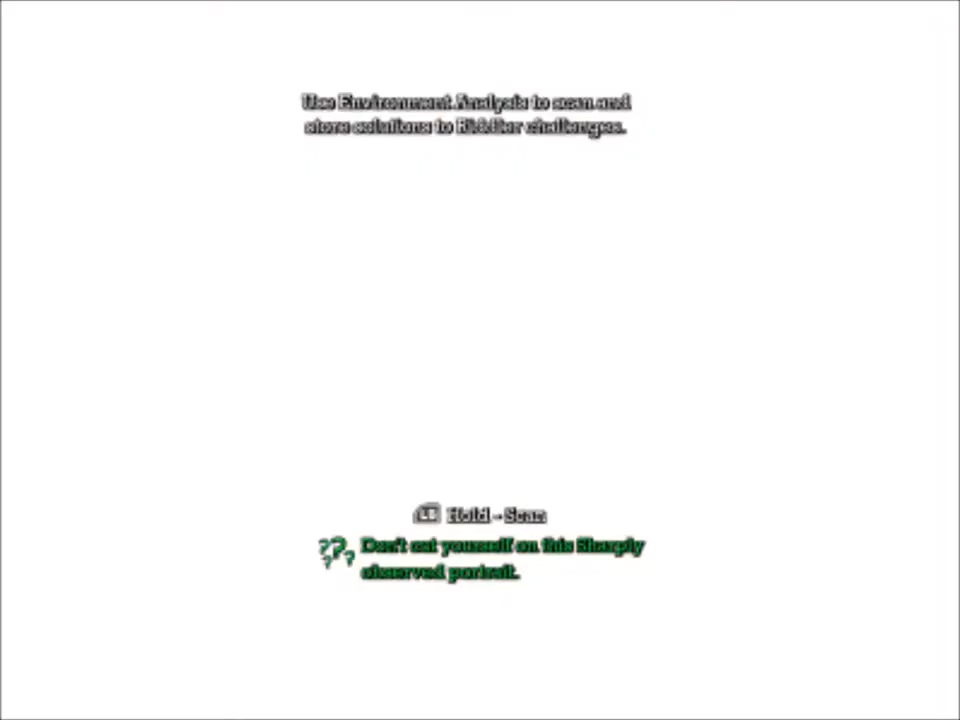 Use Environment Analysis to scan and
store solutions to Riddler challenges.
LB Hold - Scan
Don't cut yourself on this Sharply
observed portrait.